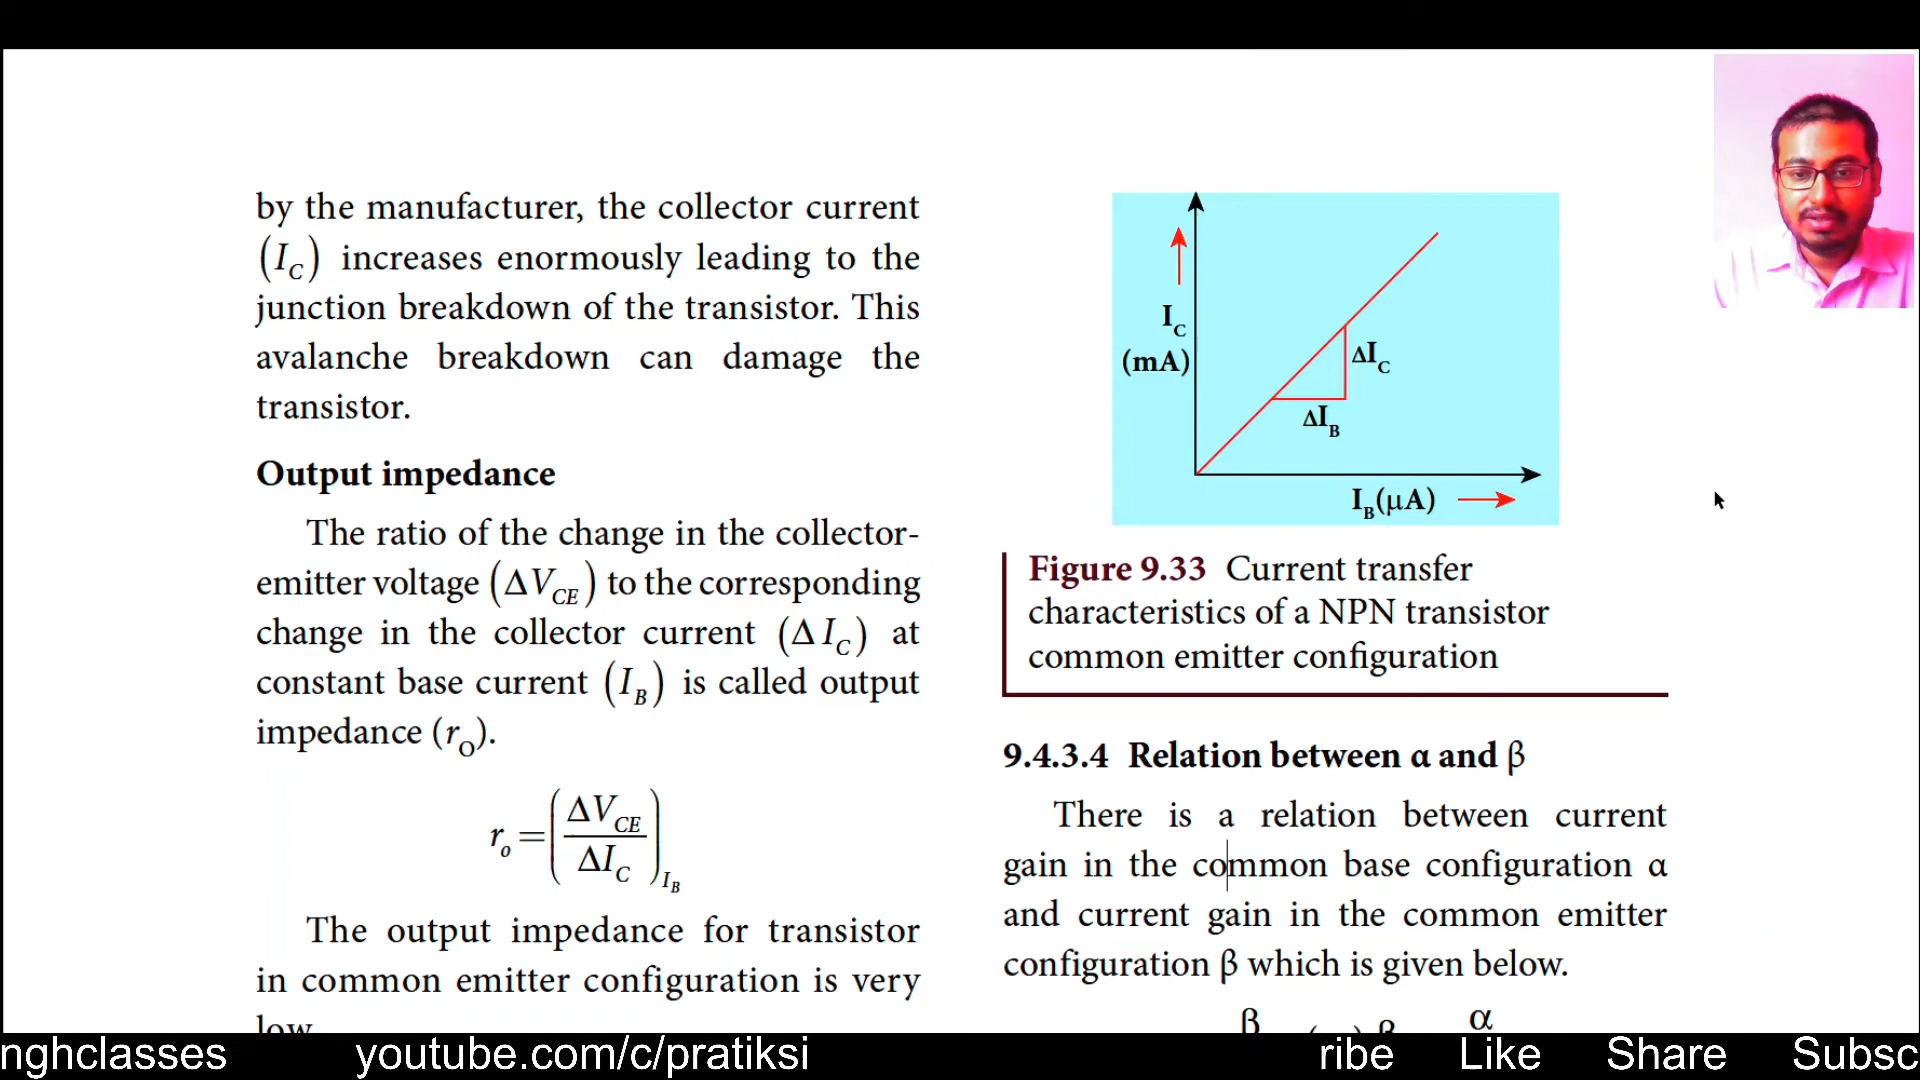 by the manufacturer, the collector current
(I_C) increases enormously leading to the
junction breakdown of the transistor. This
avalanche breakdown can damage the
transistor.
Output impedance
The ratio of the change in the collector-
emitter voltage (ΔV_CE) to the corresponding
change in the collector current (ΔI_C) at
constant base current (I_B) is called output
impedance (r_O).
r_o = (ΔV_CE / ΔI_C)_I_B
The output impedance for transistor
in common emitter configuration is very
low.
I_C
(mA)
ΔI_C
ΔI_B
I_B(μA)
Figure 9.33 Current transfer
characteristics of a NPN transistor
common emitter configuration
9.4.3.4 Relation between α and β
There is a relation between current
gain in the common base configuration α
and current gain in the common emitter
configuration β which is given below.
β α
nghclasses youtube.com/c/pratiksi ribe Like Share Subsc